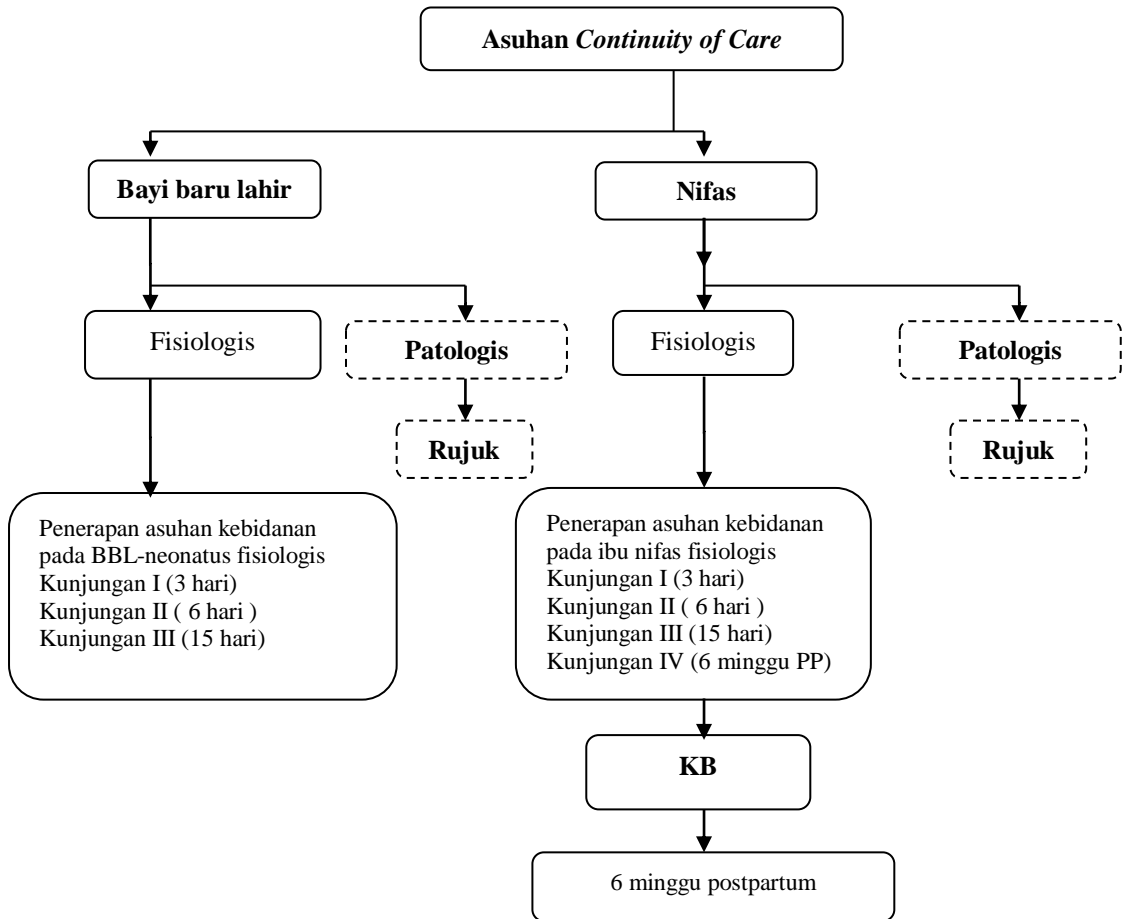 Asuhan Continuity of Care
Bayi baru lahir
Nifas
Fisiologis
Patologis
Fisiologis
Patologis
Rujuk
Rujuk
Penerapan asuhan kebidanan
pada BBL-neonatus fisiologis
Kunjungan I (3 hari)
Kunjungan II ( 6 hari )
Kunjungan III (15 hari)
Penerapan asuhan kebidanan
pada ibu nifas fisiologis
Kunjungan I (3 hari)
Kunjungan II ( 6 hari )
Kunjungan III (15 hari)
Kunjungan IV (6 minggu PP)
KB
6 minggu postpartum